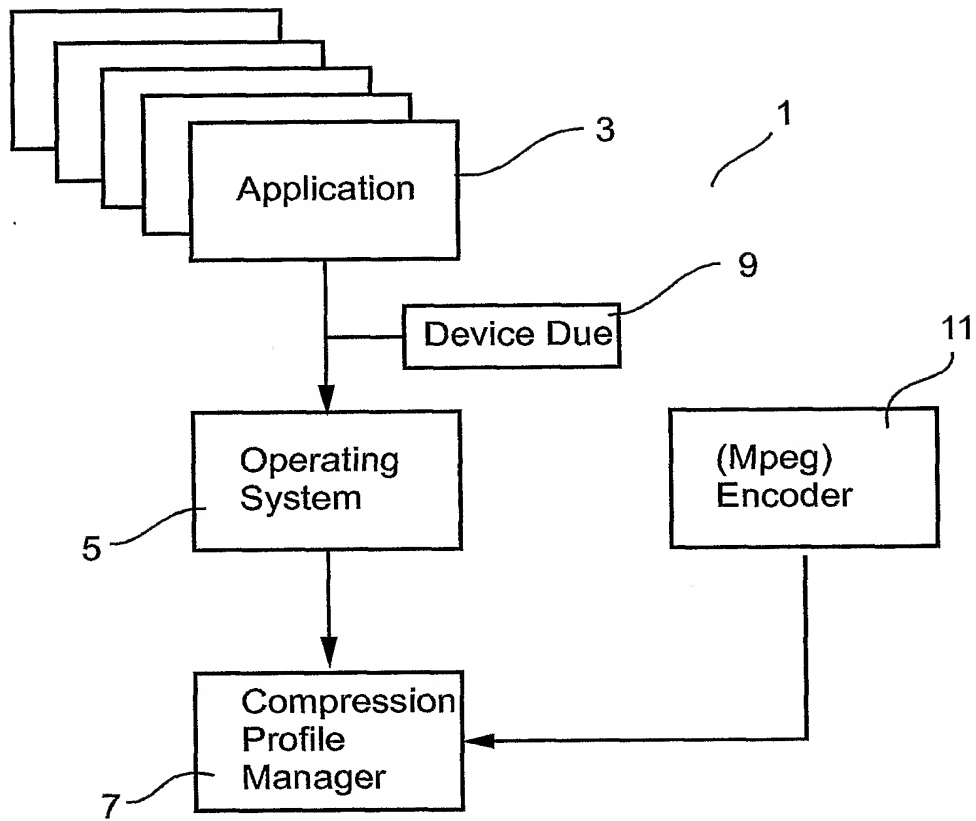 Application
3
1
Device Due
9
11
Operating
System
5
(Mpeg)
Encoder
Compression
Profile
Manager
7